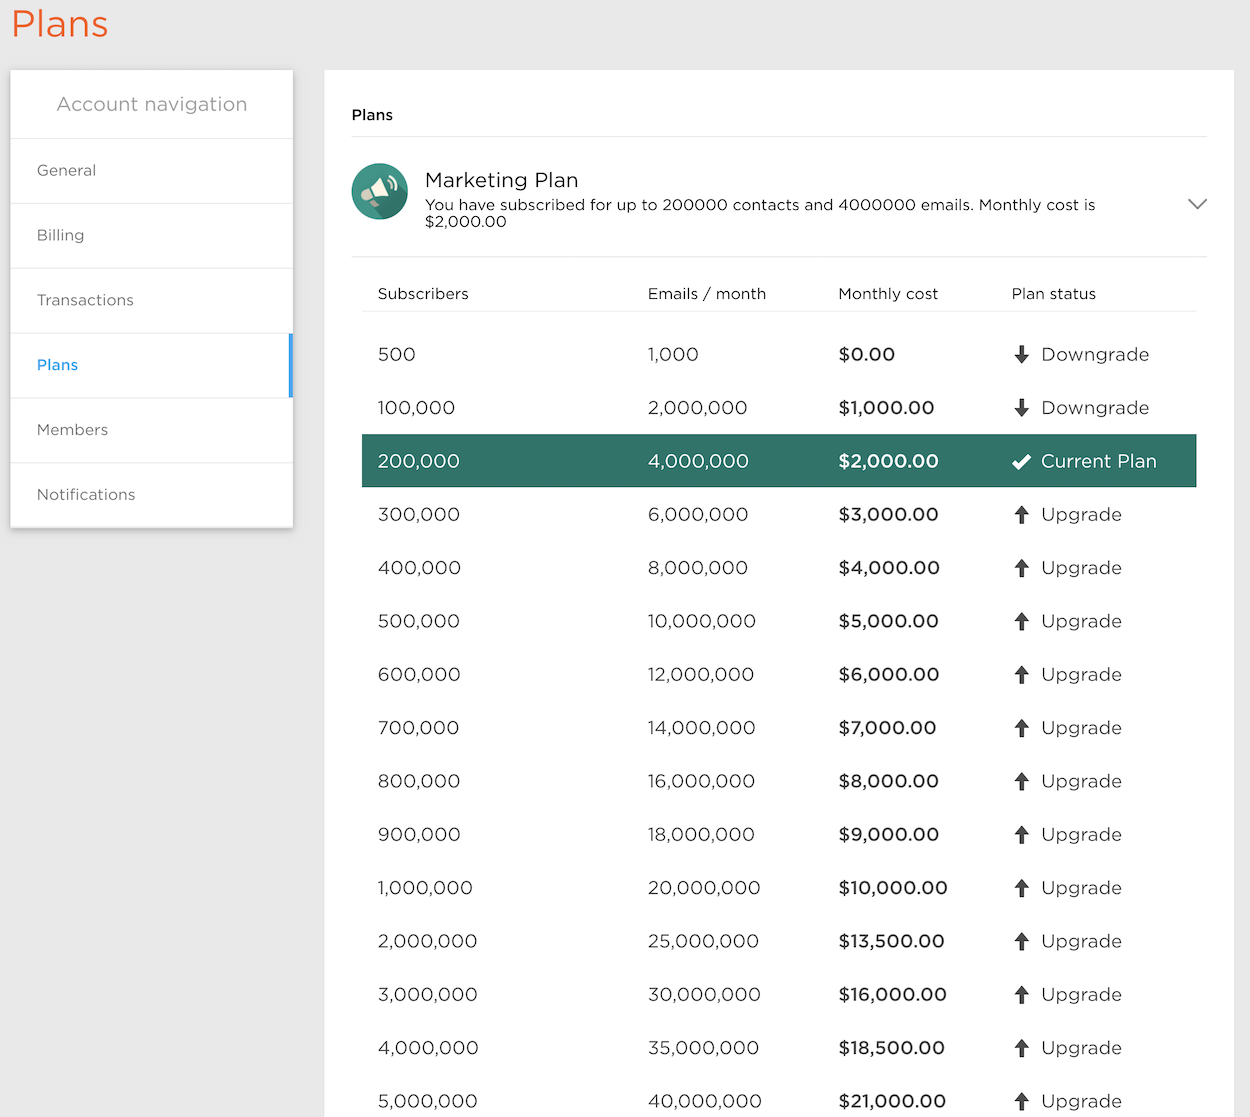 Plans
Account navigation
General
Billing
Transactions
Plans
Members
Notifications
Plans
Marketing Plan
You have subscribed for up to 200000 contacts and 4000000 emails. Monthly cost is
$2,000.00
Subscribers Emails / month Monthly cost Plan status
500 1,000 $0.00 Downgrade
100,000 2,000,000 $1,000.00 Downgrade
200,000 4,000,000 $2,000.00 Current Plan
300,000 6,000,000 $3,000.00 Upgrade
400,000 8,000,000 $4,000.00 Upgrade
500,000 10,000,000 $5,000.00 Upgrade
600,000 12,000,000 $6,000.00 Upgrade
700,000 14,000,000 $7,000.00 Upgrade
800,000 16,000,000 $8,000.00 Upgrade
900,000 18,000,000 $9,000.00 Upgrade
1,000,000 20,000,000 $10,000.00 Upgrade
2,000,000 25,000,000 $13,500.00 Upgrade
3,000,000 30,000,000 $16,000.00 Upgrade
4,000,000 35,000,000 $18,500.00 Upgrade
5,000,000 40,000,000 $21,000.00 Upgrade